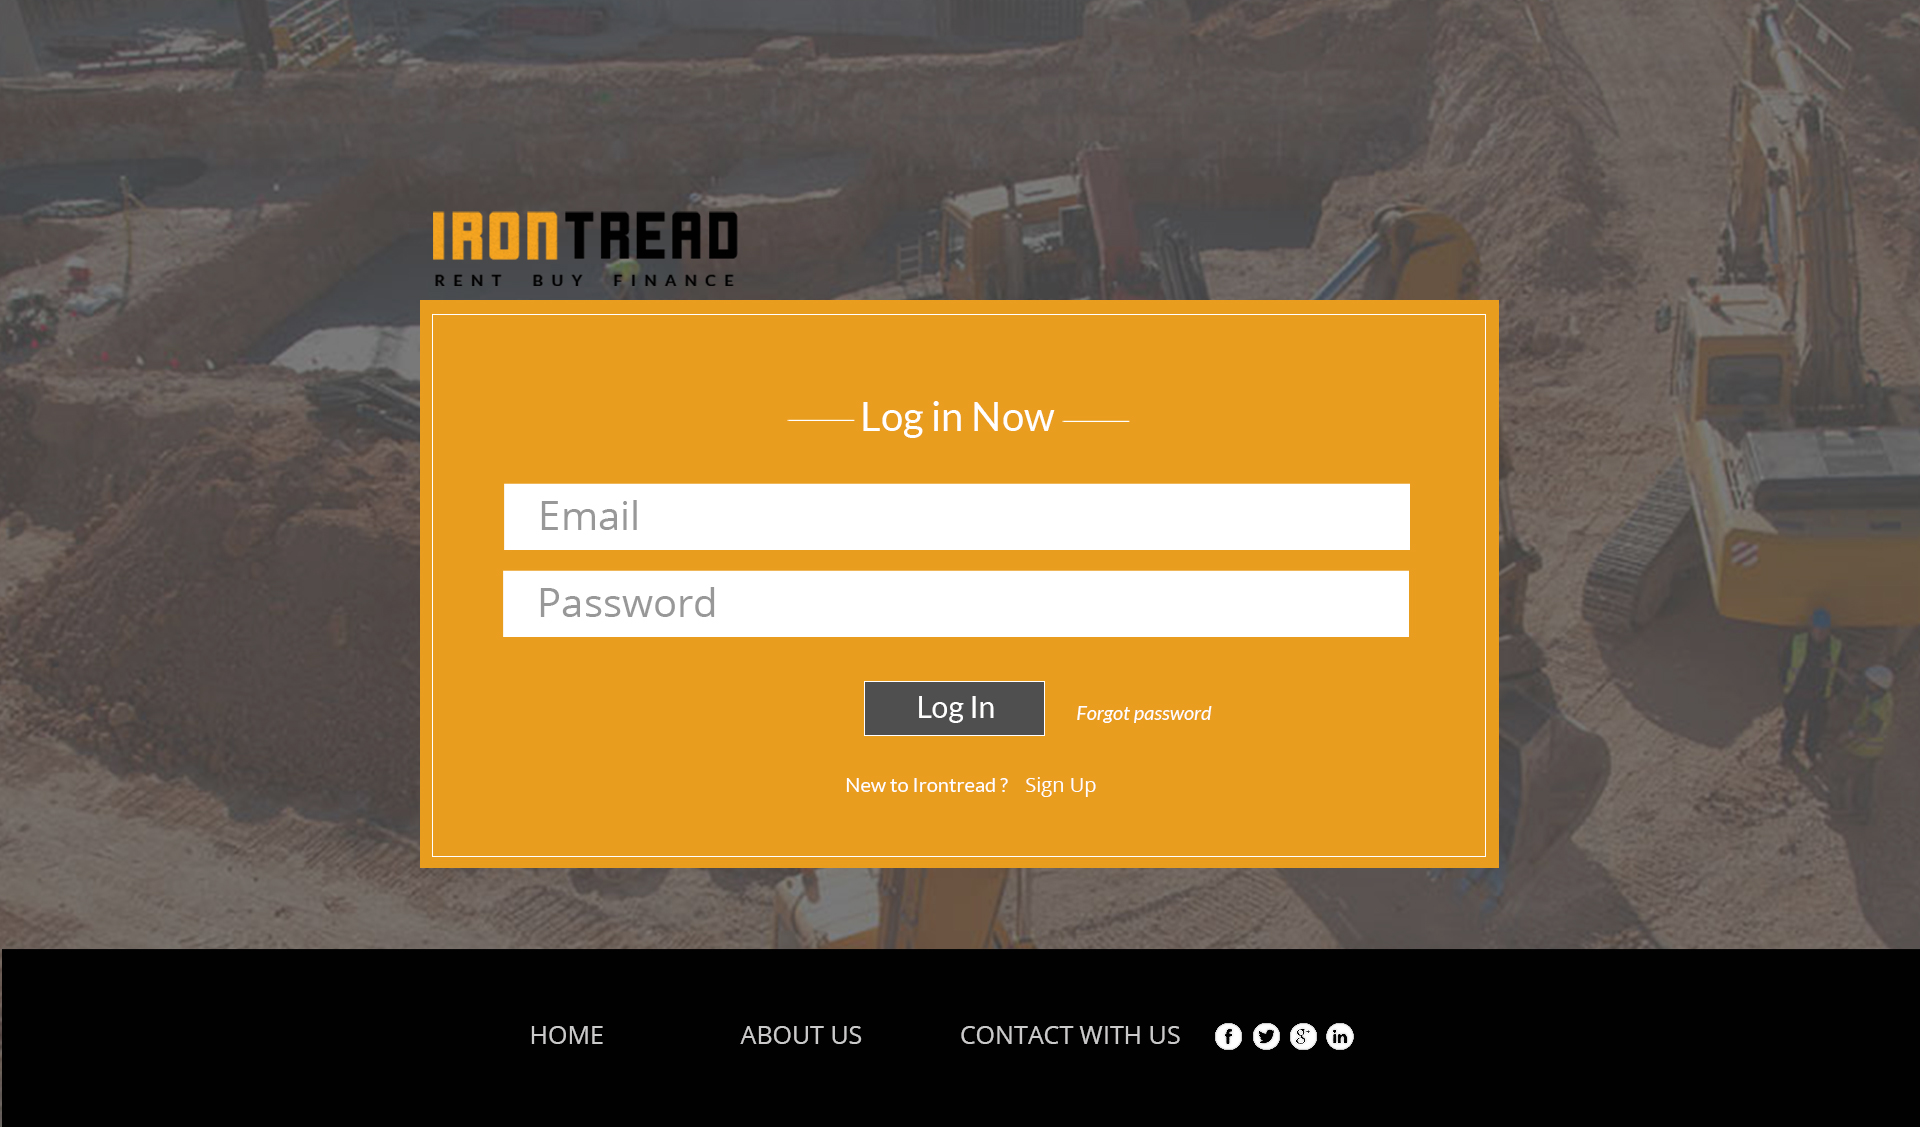 IRONTREAD
RENT BUY FINANCE
Log in Now
Email
Password
Log In
Forgot password
New to Irontread ? Sign Up
HOME ABOUT US CONTACT WITH US